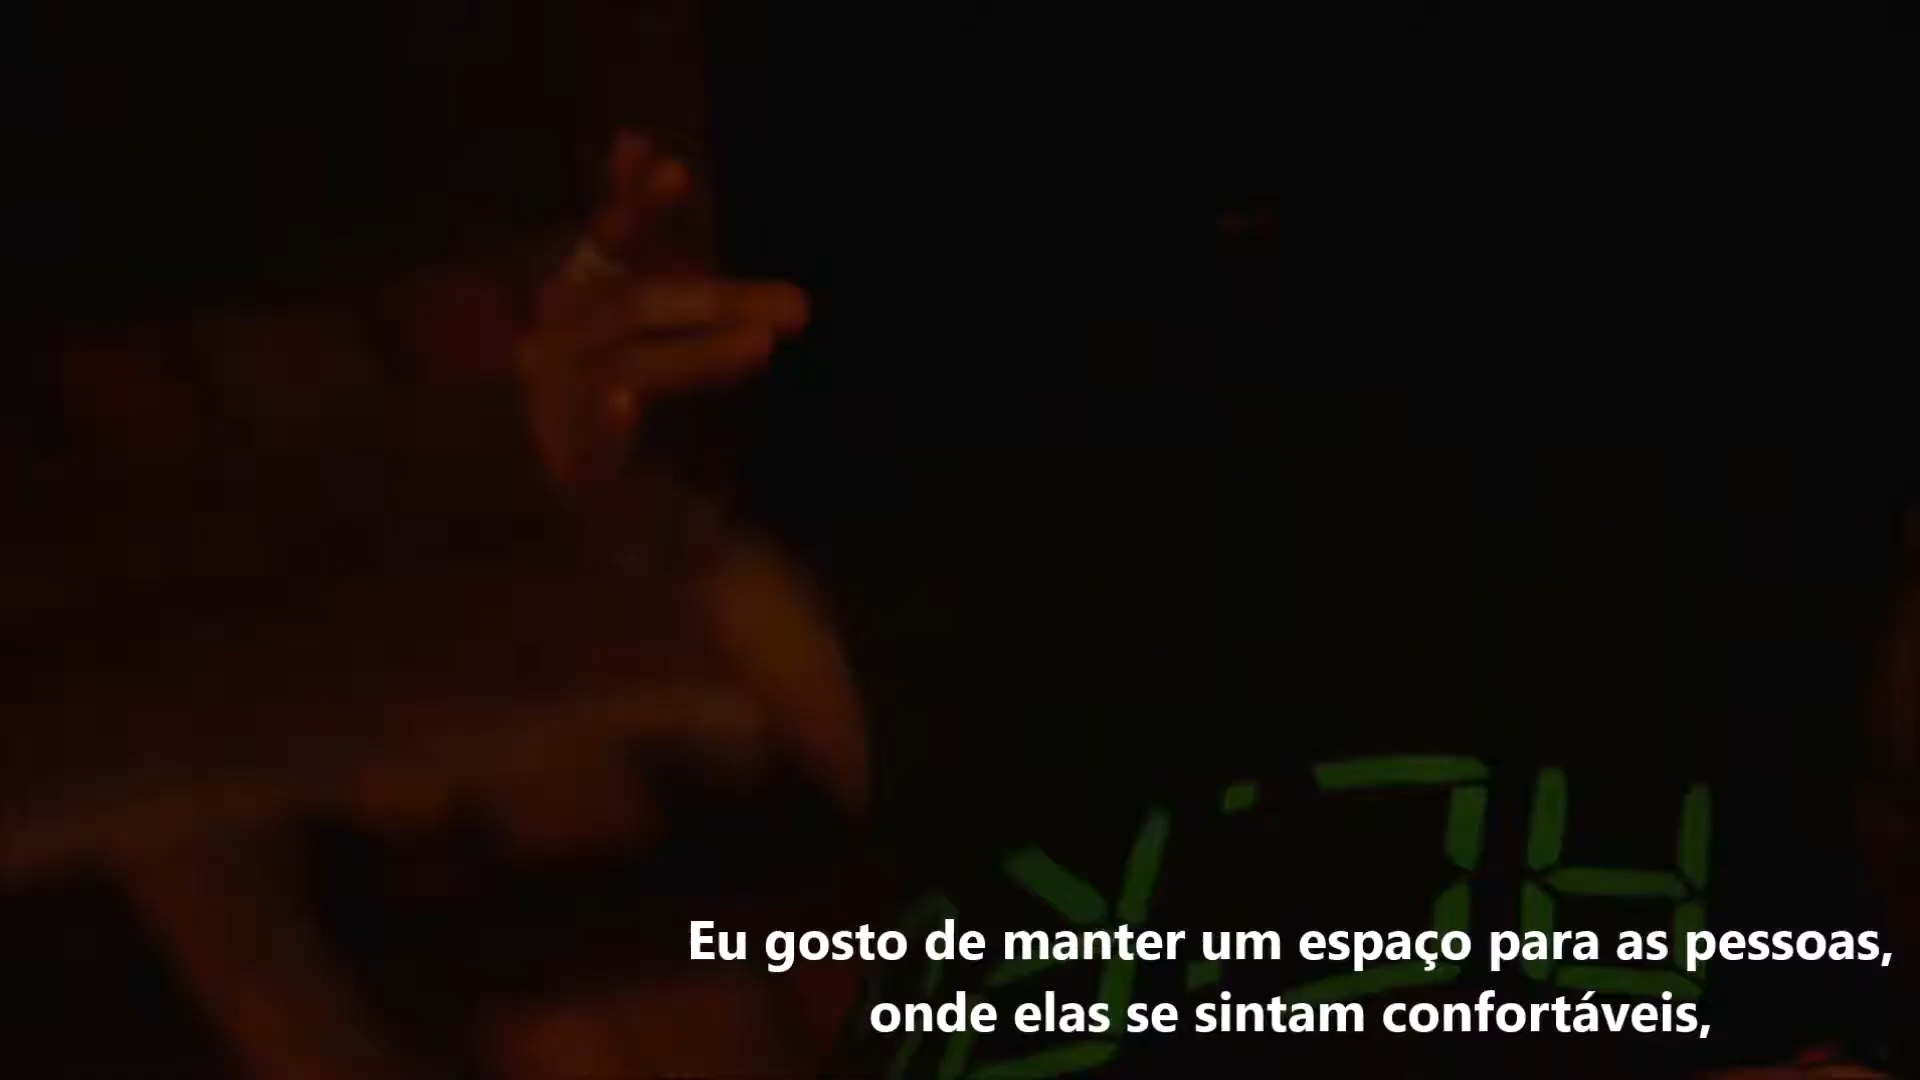 Eu gosto de manter um espaço para as pessoas,
onde elas se sintam confortáveis,